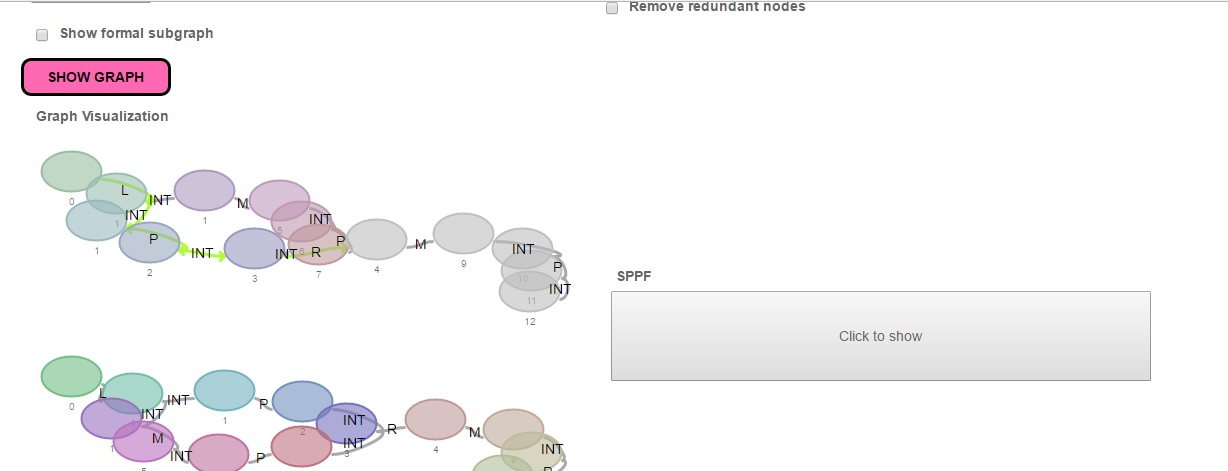 Remove redundant nodes
Show formal subgraph
SHOW GRAPH
Graph Visualization
L
INT
M
0
INT
1
1
5
INT
P
INT
INT
R
P
M
INT
1
2
3
6
7
4
9
10
P
11
INT
12
SPPF
Click to show
L
INT
R
0
INT
1
2
INT
R
M
INT
M
INT
3
4
INT
P
1
5
P